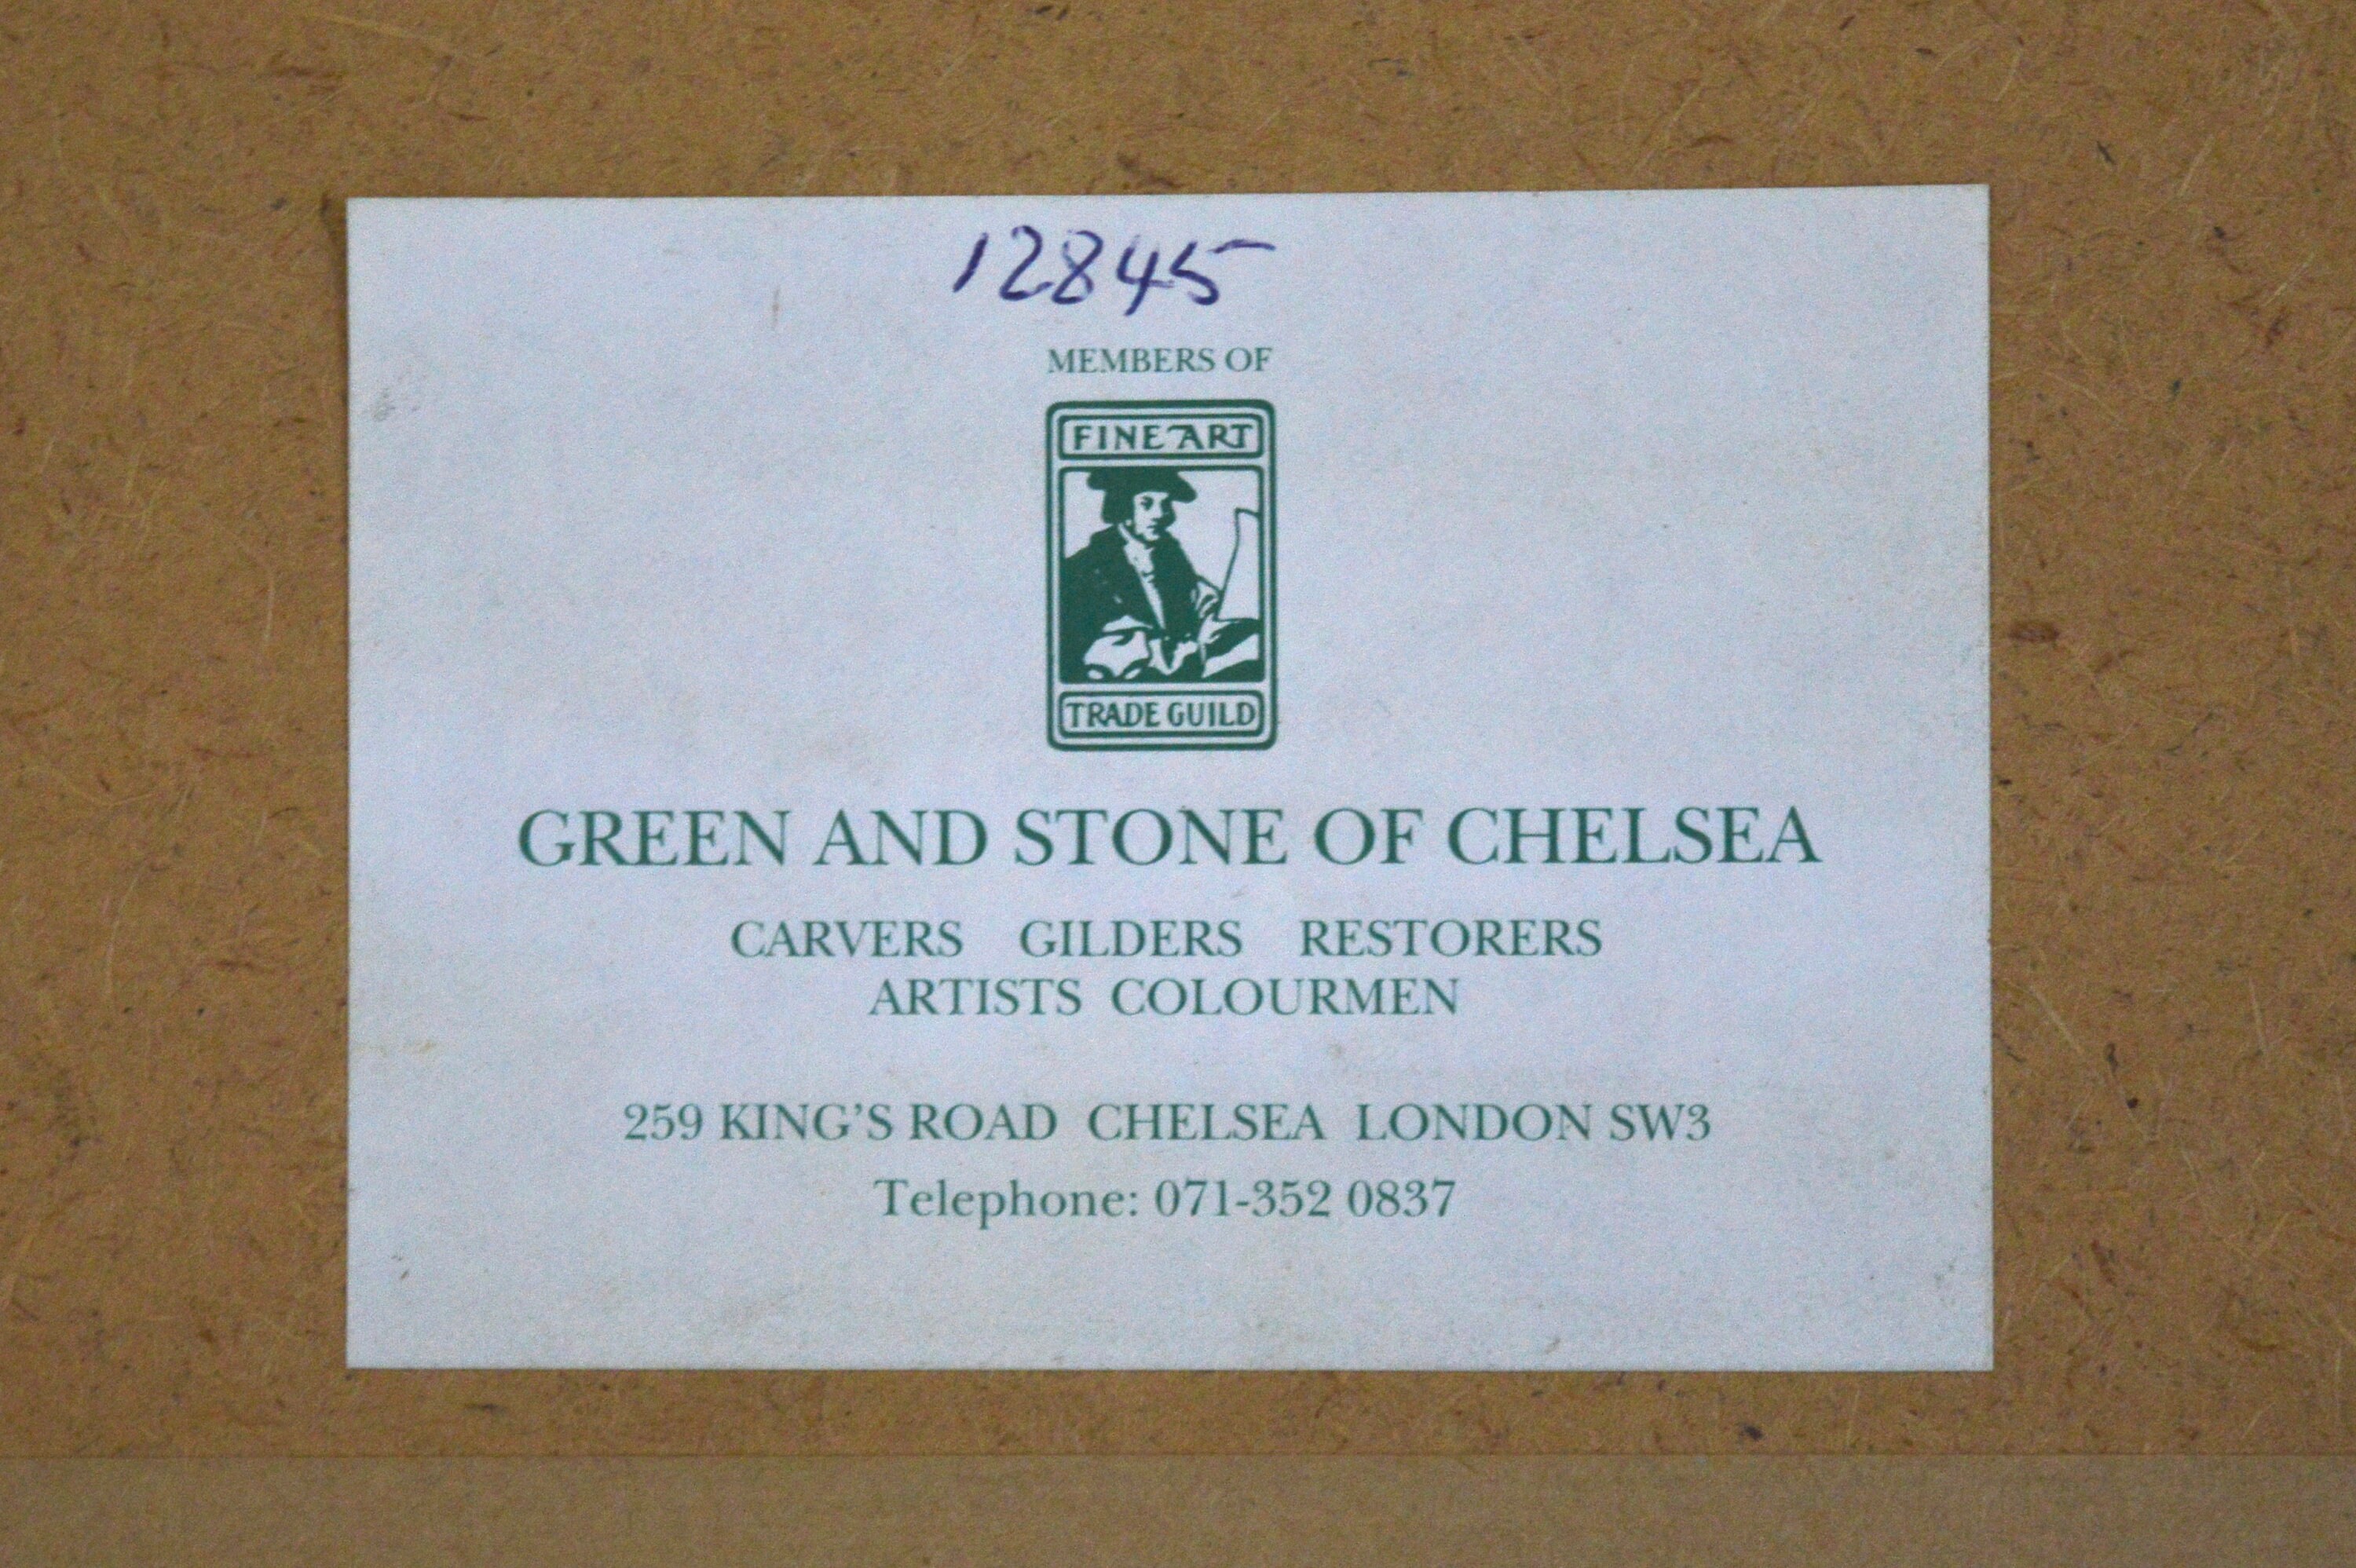 12845
MEMBERS OF
FINE ART
TRADE GUILD
GREEN AND STONE OF CHELSEA
CARVERS GILDERS RESTORERS
ARTISTS COLOURMEN
259 KING'S ROAD CHELSEA LONDON SW3
Telephone: 071-352 0837